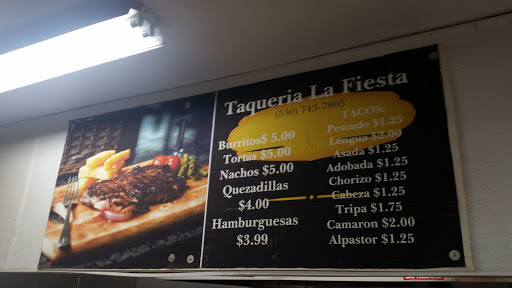 Taqueria La Fiesta
(530) 743-7805
Burritos$ 5.00
Tortas $5.00
Nachos $5.00
Quezadillas
$4.00
Hamburguesas
$3.99
TACOS:
Pescado $1.25
Leagua $2.00
Asada $1.25
Adobada $1.25
Chorizo $1.25
Cabeza $1.25
Tripa $1.75
Camaron $2.00
Alpastor $1.25